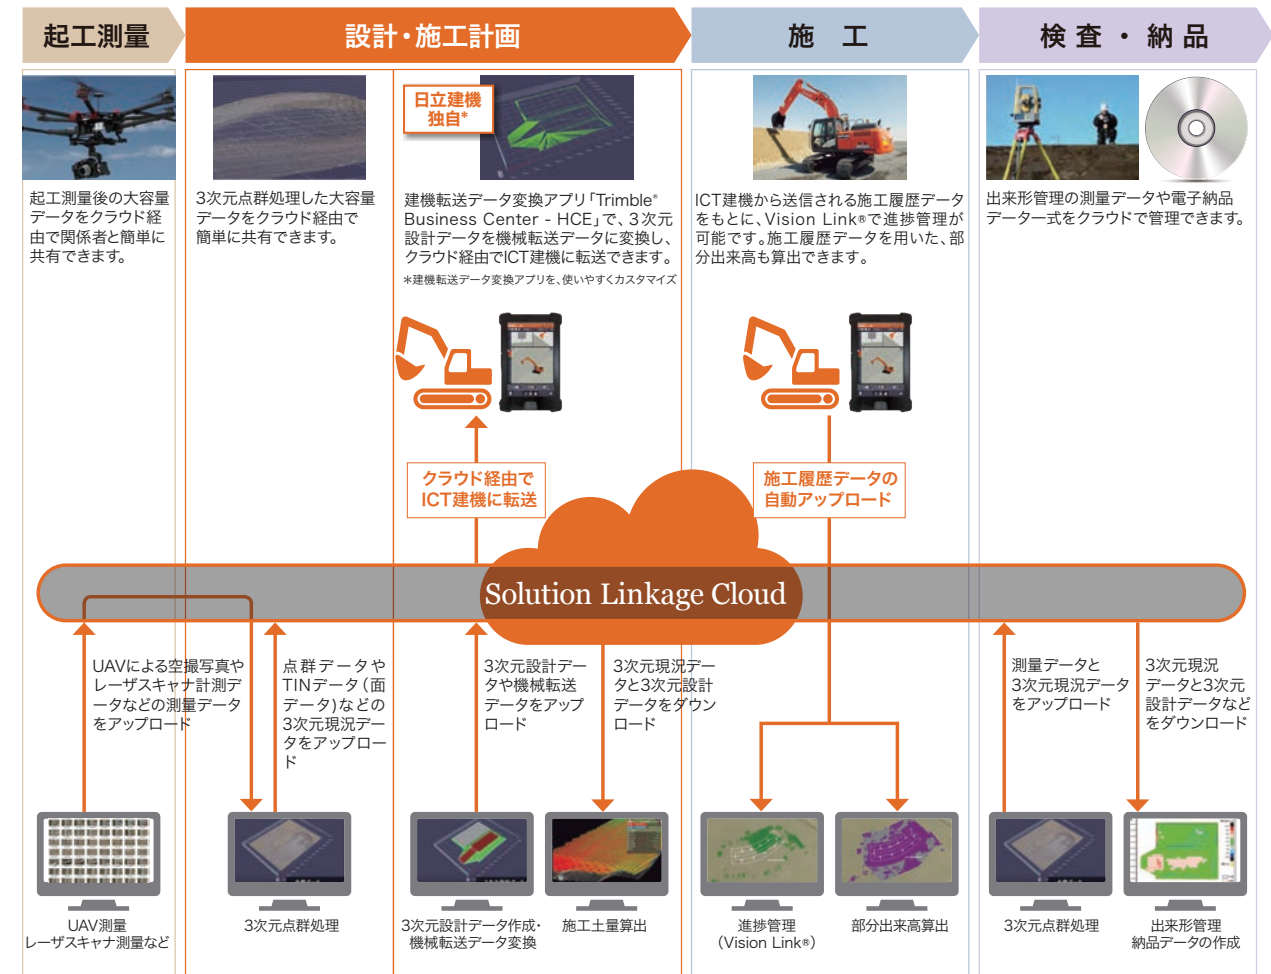 起工測量
設計・施工計画
施　工
検 査 ・ 納 品
起工測量後の大容量
データをクラウド経
由で関係者と簡単に
共有できます。
3次元点群処理した大容量
データをクラウド経由で
簡単に共有できます。
日立建機
独自*
建機転送データ変換アプリ「Trimble®
Business Center - HCE」で、3次元
設計データを機械転送データに変換し、
クラウド経由でICT建機に転送できます。
*建機転送データ変換アプリを、使いやすくカスタマイズ
ICT建機から送信される施工履歴データ
をもとに、Vision Link®で進捗管理が
可能です。施工履歴データを用いた、部
分出来高も算出できます。
出来形管理の測量データや電子納品
データ一式をクラウドで管理できます。
クラウド経由で
ICT建機に転送
施工履歴データの
自動アップロード
Solution Linkage Cloud
UAVによる空撮写真や
レーザスキャナ計測デ
ータなどの測量データ
をアップロード
点群データや
TINデータ(面
データ)などの
3次元現況デー
タをアップロー
ド
3次元設計デー
タや機械転送
データをアップ
ロード
3次元現況デー
タと3次元設計
データをダウン
ロード
測量データと
3次元現況データ
をアップロード
3次元現況
データと3次元
設計データなど
をダウンロード
UAV測量
レーザスキャナ測量など
3次元点群処理
3次元設計データ作成・
機械転送データ変換
施工土量算出
進捗管理
(Vision Link®)
部分出来高算出
3次元点群処理
出来形管理
納品データの作成